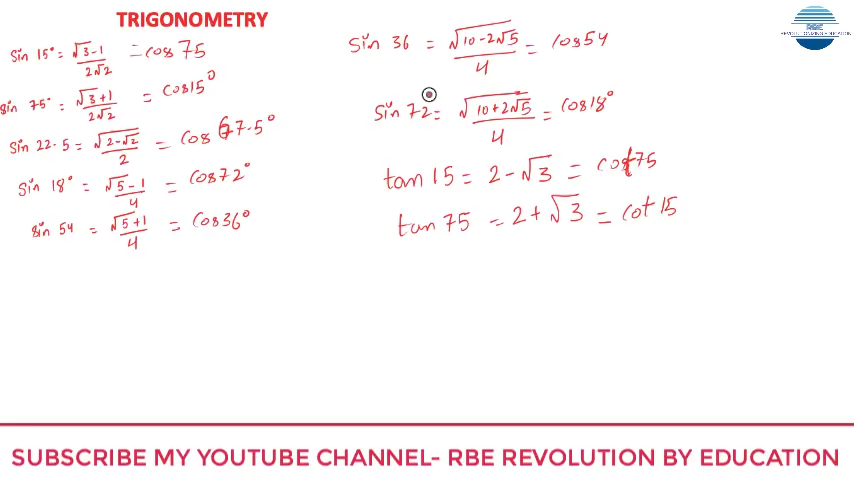 TRIGONOMETRY
sin 15° = √3-1/2√2 = cos 75
sin 75° = √3+1/2√2 = cos15°
sin 22.5 = √2-√2/2 = cos 67.5°
sin 18° = √5-1/4 = cos72°
sin 54 = √5+1/4 = cos36°
sin 36 = √10-2√5/4 = cos54
sin 72 = √10+2√5/4 = cos18°
tan 15 = 2-√3 = cot75
tan 75 = 2+√3 = cot 15
RBE
REVOLUTIONIZING EDUCATION
SUBSCRIBE MY YOUTUBE CHANNEL- RBE REVOLUTION BY EDUCATION